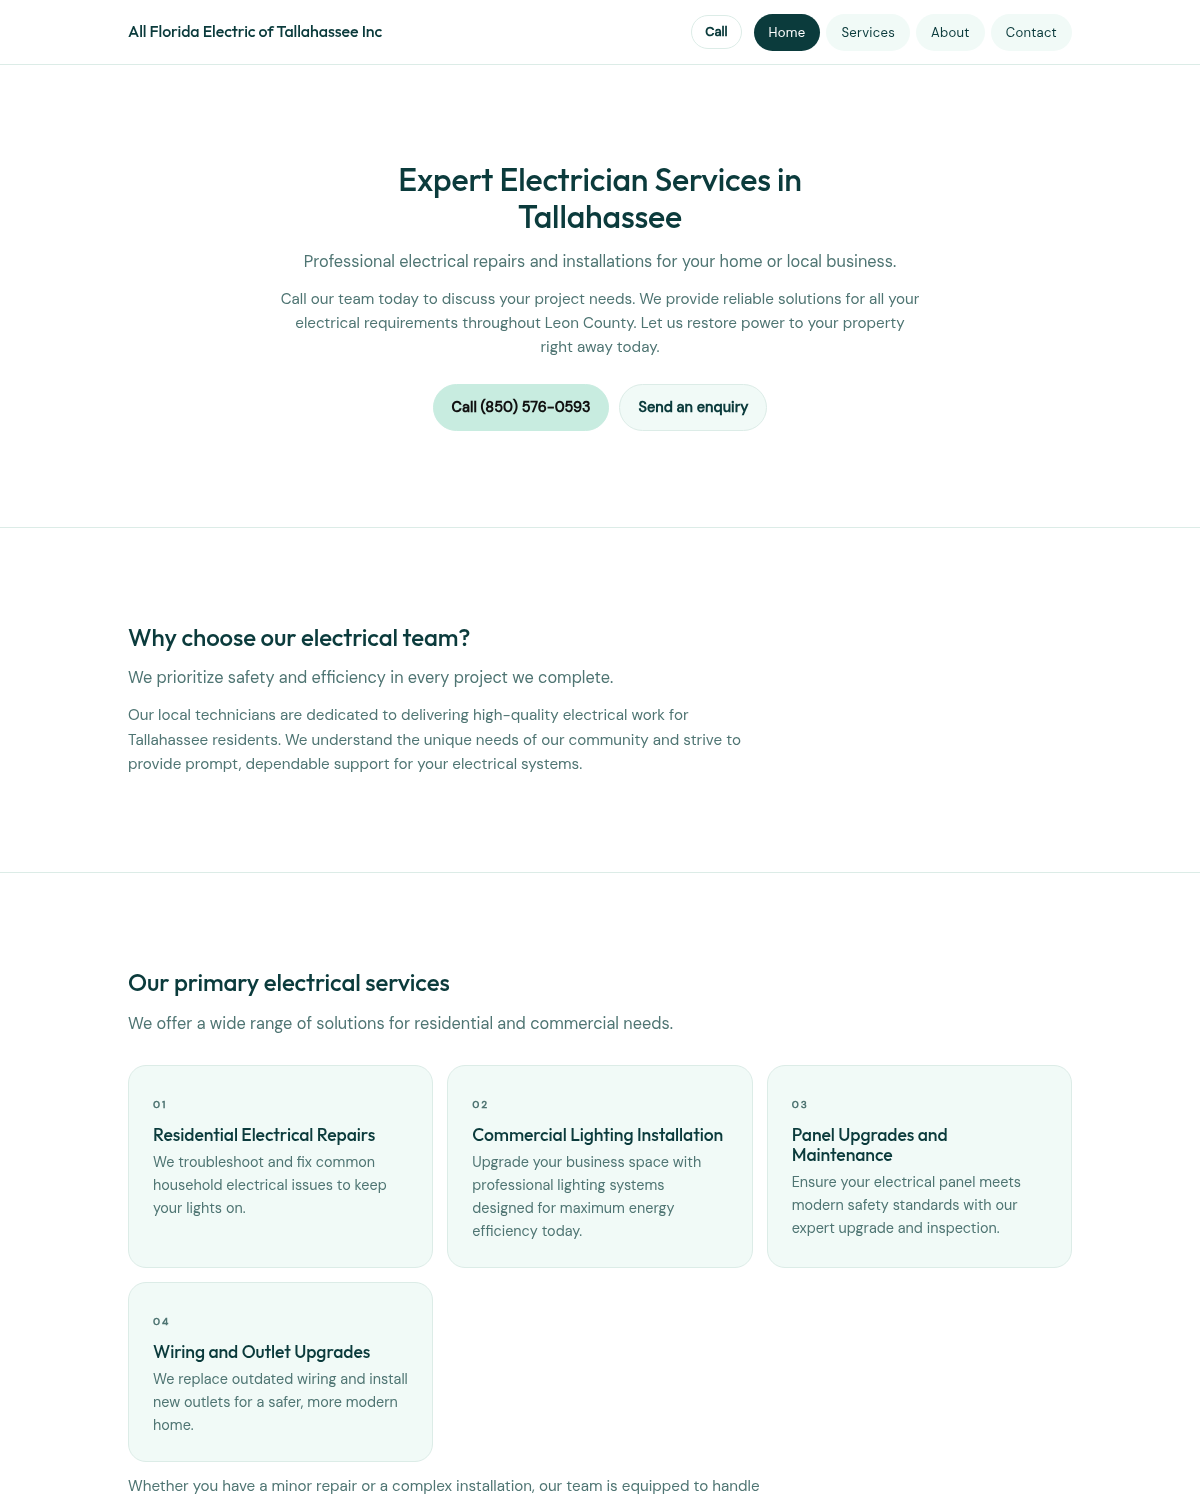 All Florida Electric of Tallahassee Inc
Call
Home
Services
About
Contact
Expert Electrician Services in
Tallahassee
Professional electrical repairs and installations for your home or local business.
Call our team today to discuss your project needs. We provide reliable solutions for all your
electrical requirements throughout Leon County. Let us restore power to your property
right away today.
Call (850) 576-0593
Send an enquiry
Why choose our electrical team?
We prioritize safety and efficiency in every project we complete.
Our local technicians are dedicated to delivering high-quality electrical work for
Tallahassee residents. We understand the unique needs of our community and strive to
provide prompt, dependable support for your electrical systems.
Our primary electrical services
We offer a wide range of solutions for residential and commercial needs.
01
Residential Electrical Repairs
We troubleshoot and fix common
household electrical issues to keep
your lights on.
02
Commercial Lighting Installation
Upgrade your business space with
professional lighting systems
designed for maximum energy
efficiency today.
03
Panel Upgrades and
Maintenance
Ensure your electrical panel meets
modern safety standards with our
expert upgrade and inspection.
04
Wiring and Outlet Upgrades
We replace outdated wiring and install
new outlets for a safer, more modern
home.
Whether you have a minor repair or a complex installation, our team is equipped to handle